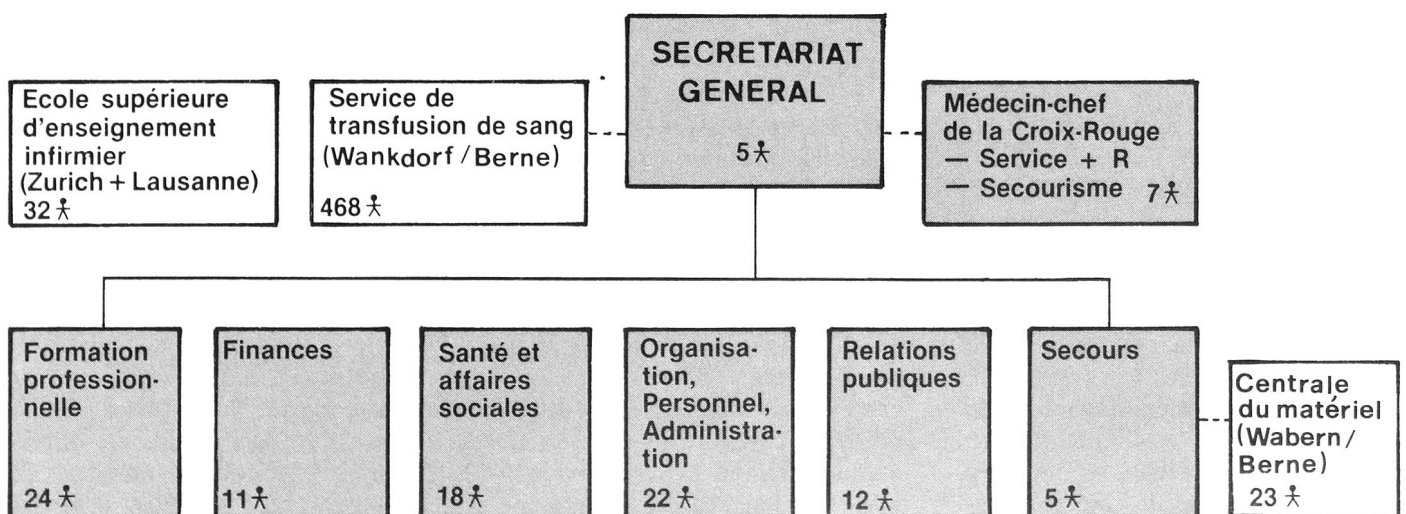 SECRETARIAT
GENERAL
5
Ecole supérieure
d'enseignement
infirmier
(Zurich + Lausanne)
32
Service de
transfusion de sang
(Wankdorf / Berne)
468
Médecin-chef
de la Croix-Rouge
— Service + R
— Secourisme 7
Formation
profession-
nelle
24
Finances
11
Santé et
affaires
sociales
18
Organisa-
tion,
Personnel,
Administra-
tion
22
Relations
publiques
12
Secours
5
Centrale
du matériel
(Wabern /
Berne)
23